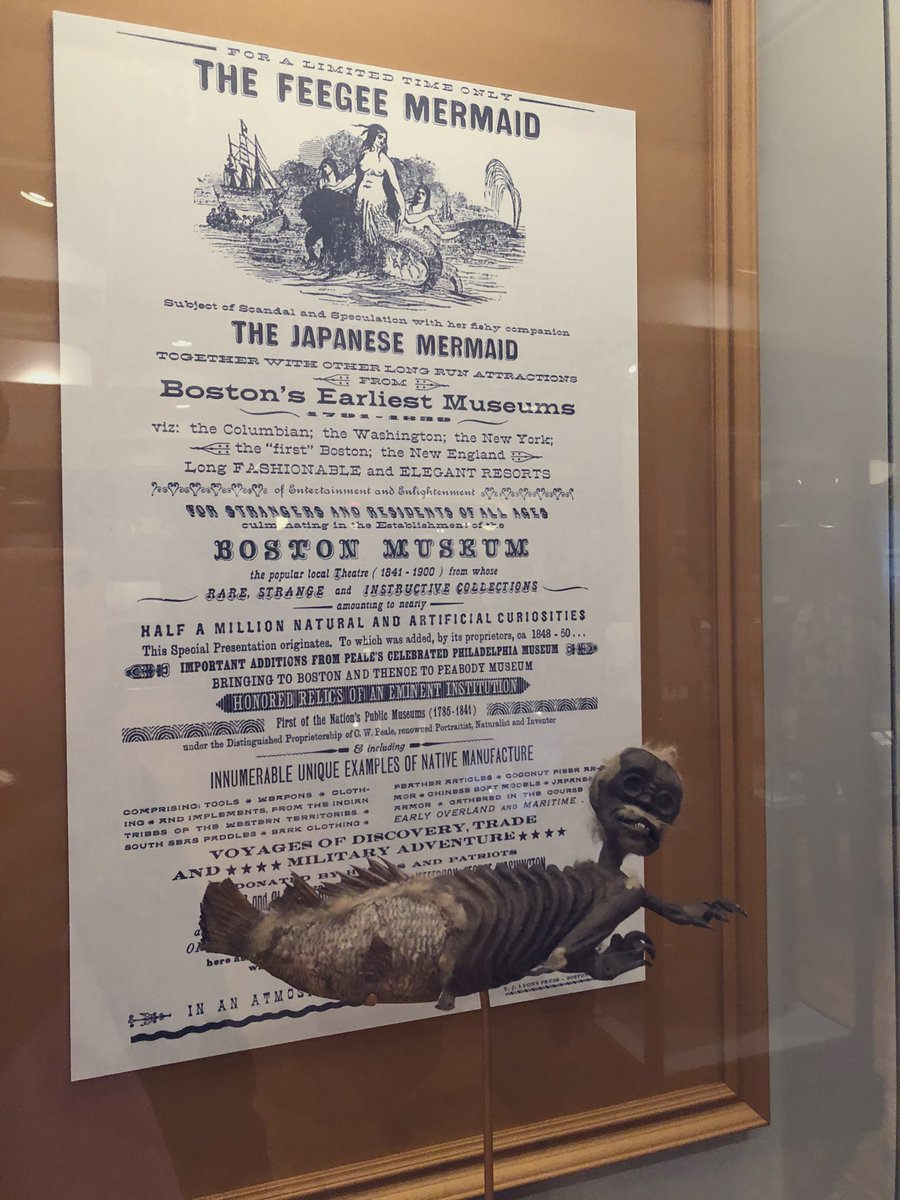 FOR A LIMITED TIME ONLY
THE FEEGEE MERMAID
Subject of Scandal and Speculation with her fishy companion
THE JAPANESE MERMAID
TOGETHER WITH OTHER LONG RUN ATTRACTIONS
FROM
Boston's Earliest Museums
1791-1839
viz: the Columbian; the Washington; the New York;
the "first" Boston; the New England
Long FASHIONABLE and ELEGANT RESORTS
of Entertainment and Enlightenment
FOR STRANGERS AND RESIDENTS OF ALL AGES
culminating in the Establishment of the
BOSTON MUSEUM
the popular local Theatre (1841-1900) from whose
RARE, STRANGE and INSTRUCTIVE COLLECTIONS
amounting to nearly
HALF A MILLION NATURAL AND ARTIFICIAL CURIOSITIES
This Special Presentation originates. To which was added, by its proprietors, ca 1848-50...
IMPORTANT ADDITIONS FROM PEALE'S CELEBRATED PHILADELPHIA MUSEUM
BRINGING TO BOSTON AND THENCE TO PEABODY MUSEUM
HONORED RELICS OF AN EMINENT INSTITUTION
First of the Nation's Public Museums (1786-1841)
under the Distinguished Proprietorship of C. W. Peale, renowned Portraitist, Naturalist and Inventor
& including
INNUMERABLE UNIQUE EXAMPLES OF NATIVE MANUFACTURE
COMPRISING: TOOLS * WEAPONS * CLOTH-
ING * AND IMPLEMENTS, FROM THE INDIAN
TRIBES OF THE WESTERN TERRITORIES *
SOUTH SEAS PADDLES * BARK CLOTHING *
FEATHER ARTICLES * COCONUT FIBER AR-
MOR * CHINESE BOAT MODELS * JAPANESE
ARMOR * GATHERED IN THE COURSE
EARLY OVERLAND AND MARITIME
VOYAGES OF DISCOVERY, TRADE
AND ★★★★ MILITARY ADVENTURE ★★★★
DONATED BY AND PATRIOTS
WASHINGTON
and
here
IN AN
T. J. LYONS PRESS - BOSTON